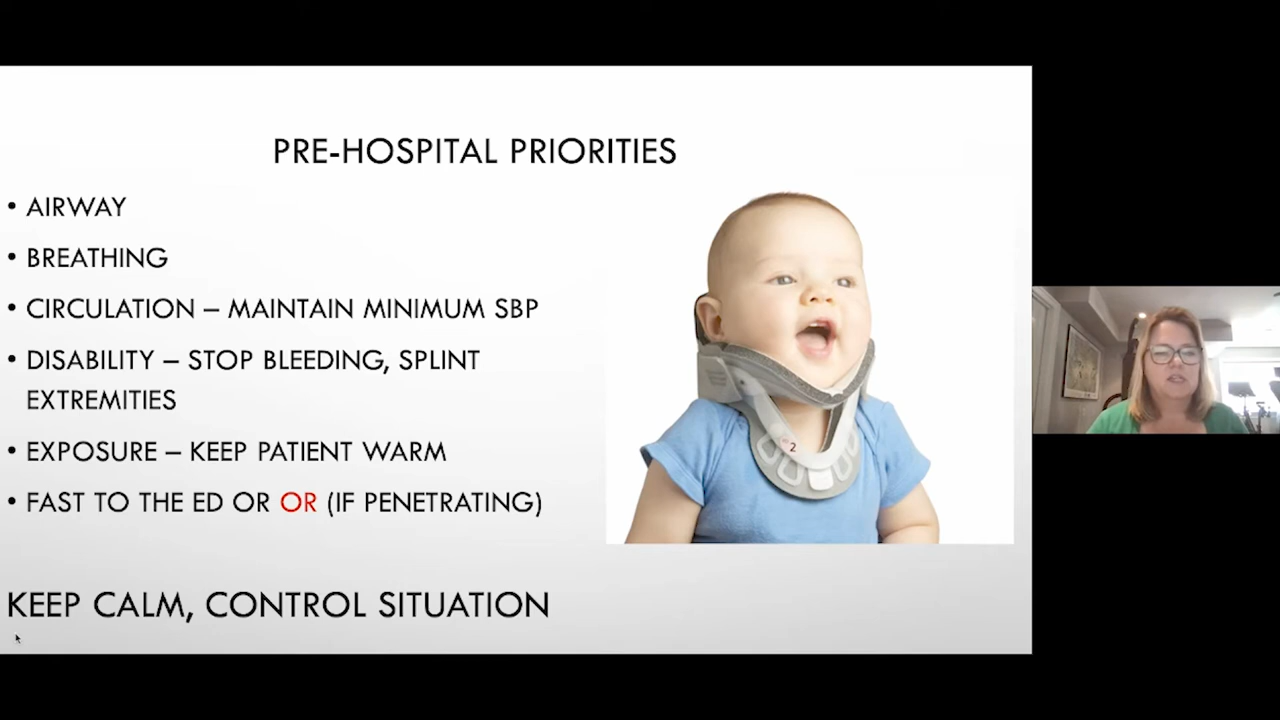 PRE-HOSPITAL PRIORITIES
• AIRWAY
• BREATHING
• CIRCULATION – MAINTAIN MINIMUM SBP
• DISABILITY – STOP BLEEDING, SPLINT
EXTREMITIES
• EXPOSURE – KEEP PATIENT WARM
• FAST TO THE ED OR OR (IF PENETRATING)
KEEP CALM, CONTROL SITUATION
2